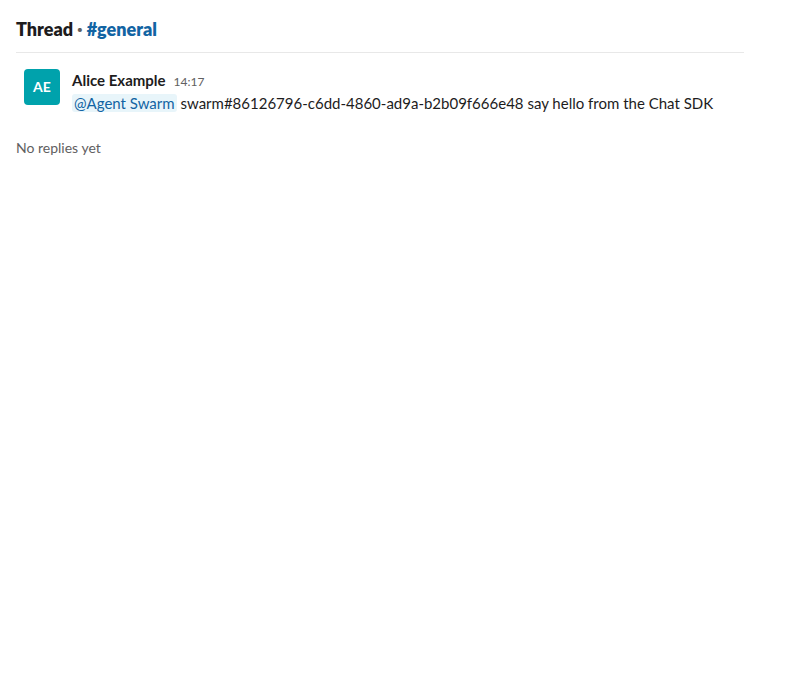 Thread • #general
AE
Alice Example 14:17
@Agent Swarm swarm#86126796-c6dd-4860-ad9a-b2b09f666e48 say hello from the Chat SDK
No replies yet